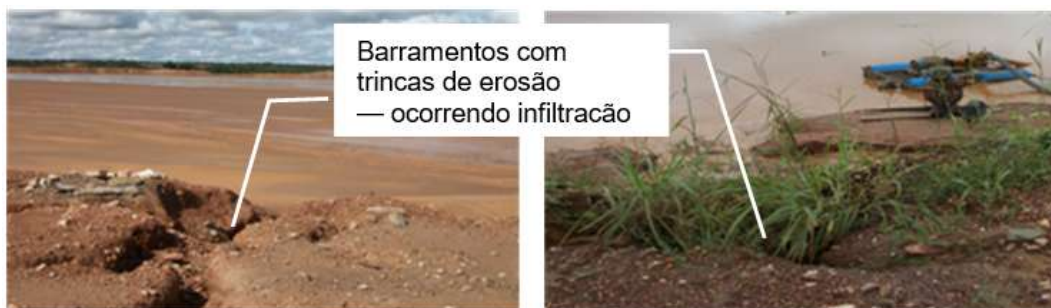 Barramentos com
trincas de erosão
— ocorrendo infiltracão